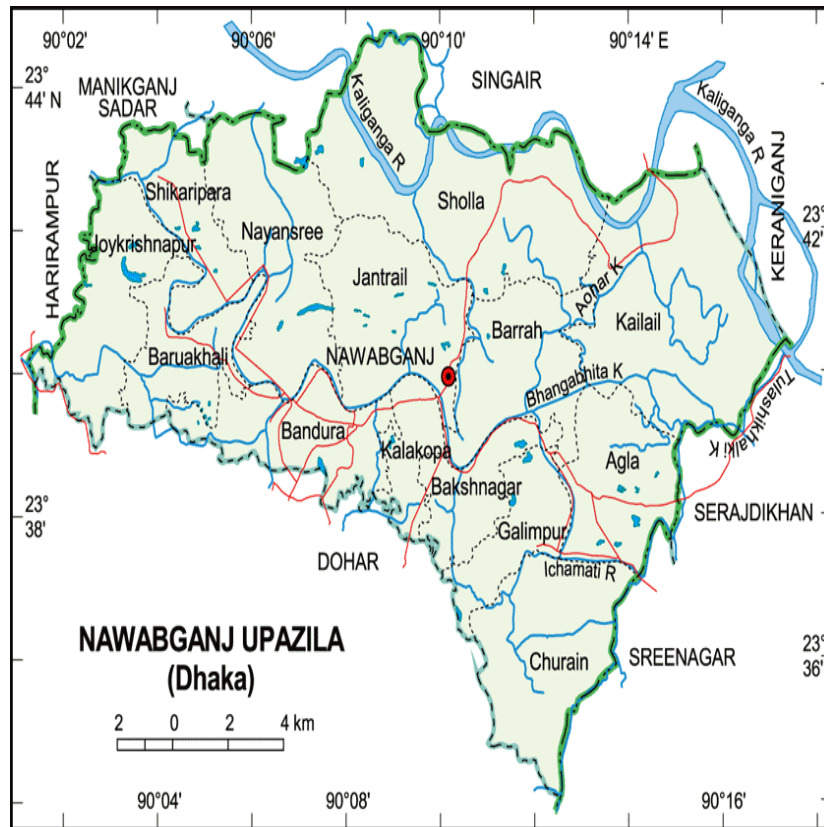 90°02'
90°06'
90°10'
90°14' E
23°
44' N
MANIKGANJ
SADAR
SINGAIR
Kaliganga R
Kaliganga R
KERANIGANJ
HARIRAMPUR
23°
42'
Shikaripara
Sholla
Joykrishnapur
Nayansree
Jantrail
Aonar K
Barrah
Kailail
Baruakhali
NAWABGANJ
Bhangabhita K
Tulashikhalki K
Bandura
Kalakopa
Agla
Bakshnagar
23°
38'
Galimpur
SERAJDIKHAN
DOHAR
Ichamati R
NAWABGANJ UPAZILA
(Dhaka)
Churain
SREENAGAR
23°
36'
2 0 2 4 km
90°04'
90°08'
90°16'